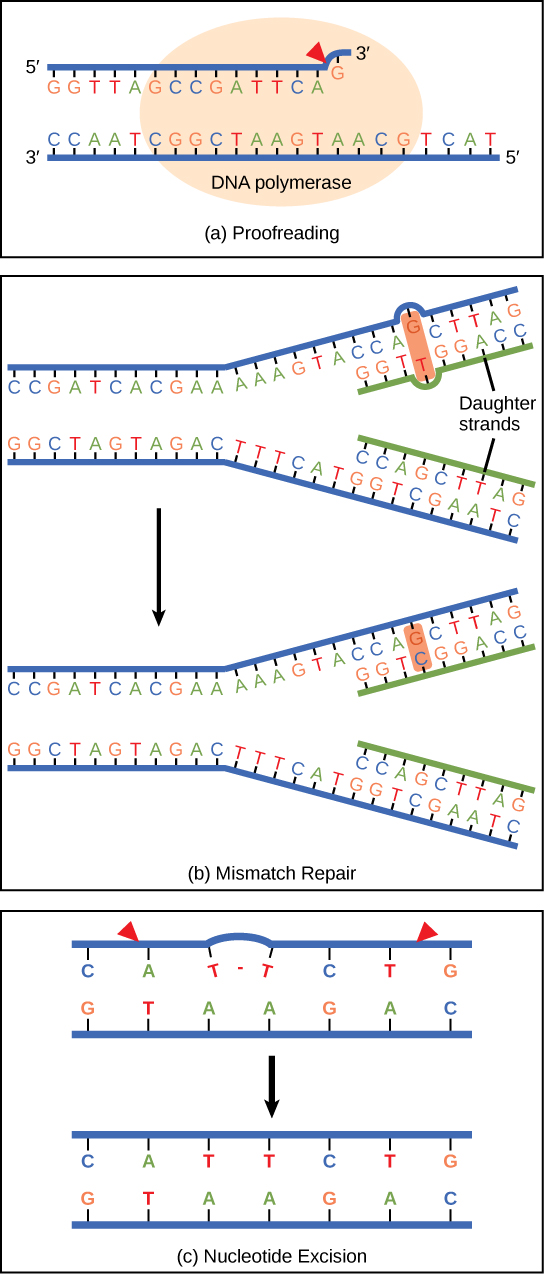 5′ 3′
G G T T A G C C G A T T C A G
C C A A T C G G C T A A G T A A C G T C A T
3′ 5′
DNA polymerase
(a) Proofreading
C C G A T C A C G A A A A A G T A C C A G C T T A G
G G T T G G A C C
Daughter
strands
C C A G C T T A G
G G C T A G T A G A C T T T C A T G G T C G A A T C
C C G A T C A C G A A A A A G T A C C A G C T T A G
G G T C G G A C C
C C A G C T T A G
G G C T A G T A G A C T T T C A T G G T C G A A T C
(b) Mismatch Repair
C A T - T C T G
G T A A G A C
C A T T C T G
G T A A G A C
(c) Nucleotide Excision